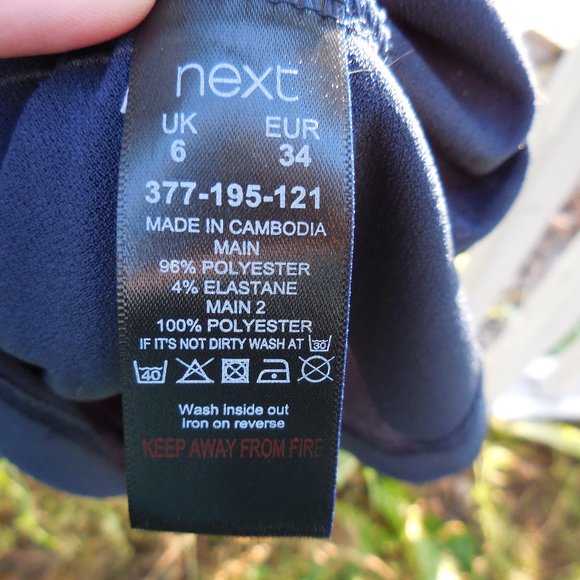 next
UK EUR
6 34
377-195-121
MADE IN CAMBODIA
MAIN
96% POLYESTER
4% ELASTANE
MAIN 2
100% POLYESTER
IF IT'S NOT DIRTY WASH AT 30
40
Wash inside out
iron on reverse
KEEP AWAY FROM FIRE